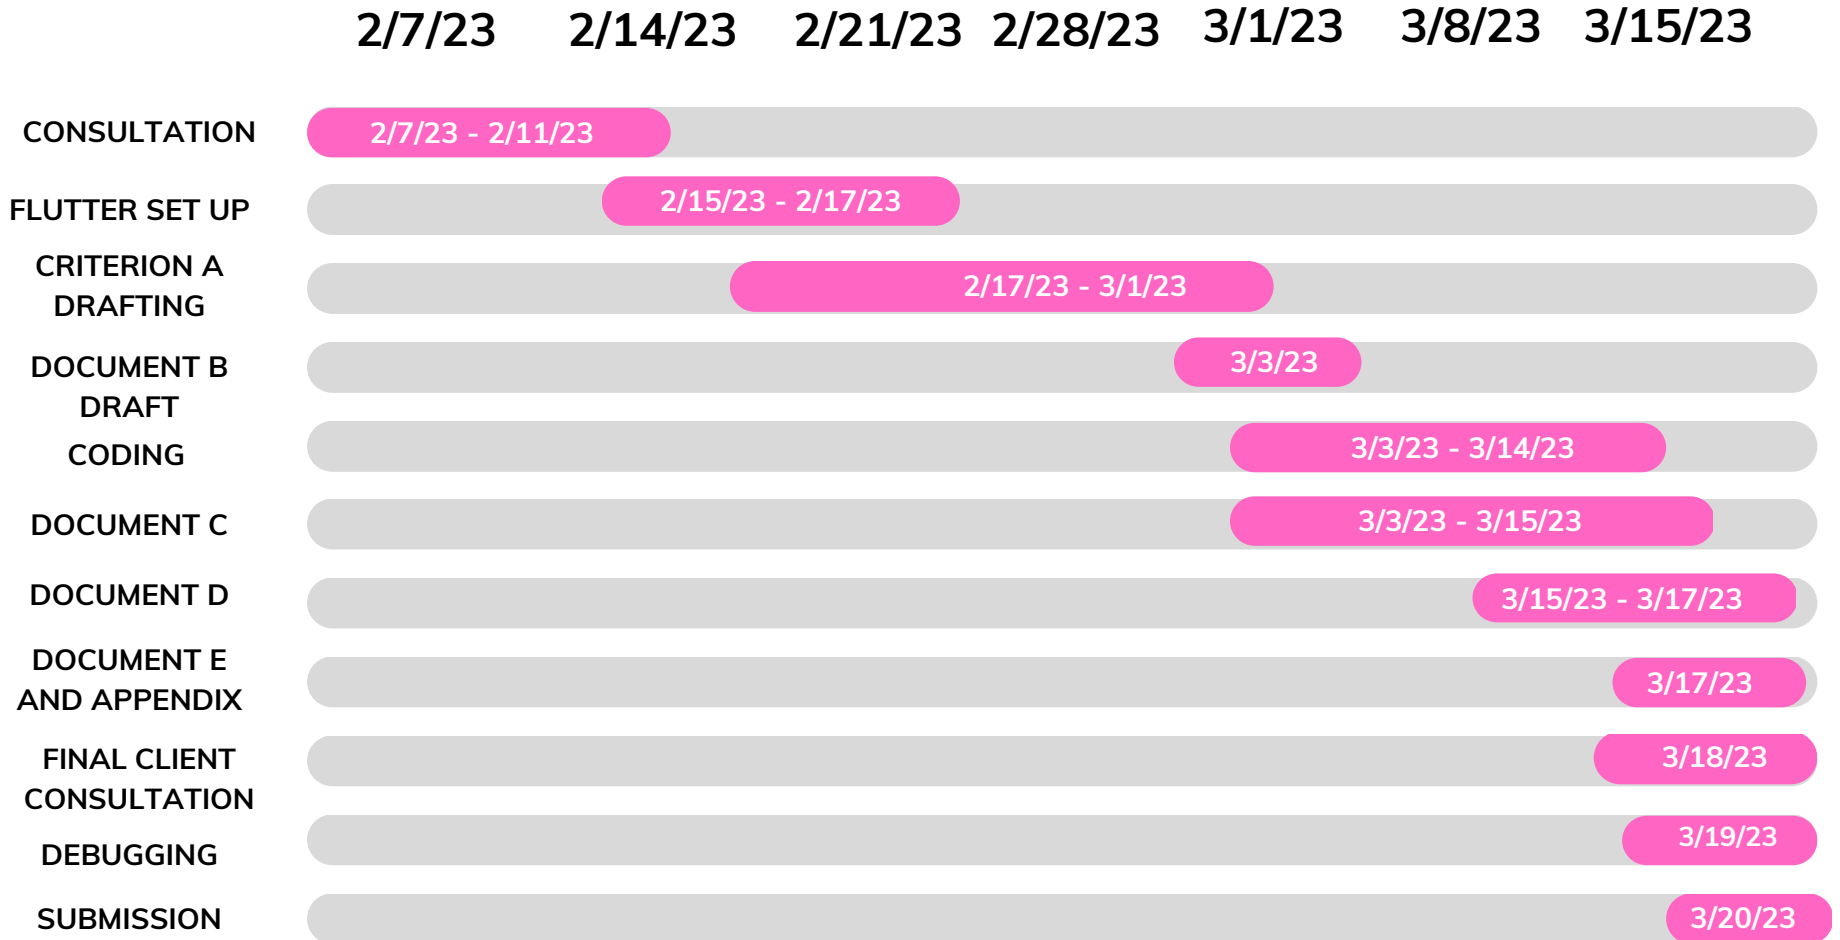 2/7/23 2/14/23 2/21/23 2/28/23 3/1/23 3/8/23 3/15/23
CONSULTATION 2/7/23 - 2/11/23
FLUTTER SET UP 2/15/23 - 2/17/23
CRITERION A
DRAFTING
2/17/23 - 3/1/23
DOCUMENT B
DRAFT
3/3/23
CODING 3/3/23 - 3/14/23
DOCUMENT C 3/3/23 - 3/15/23
DOCUMENT D 3/15/23 - 3/17/23
DOCUMENT E
AND APPENDIX
3/17/23
FINAL CLIENT
CONSULTATION
3/18/23
DEBUGGING 3/19/23
SUBMISSION 3/20/23